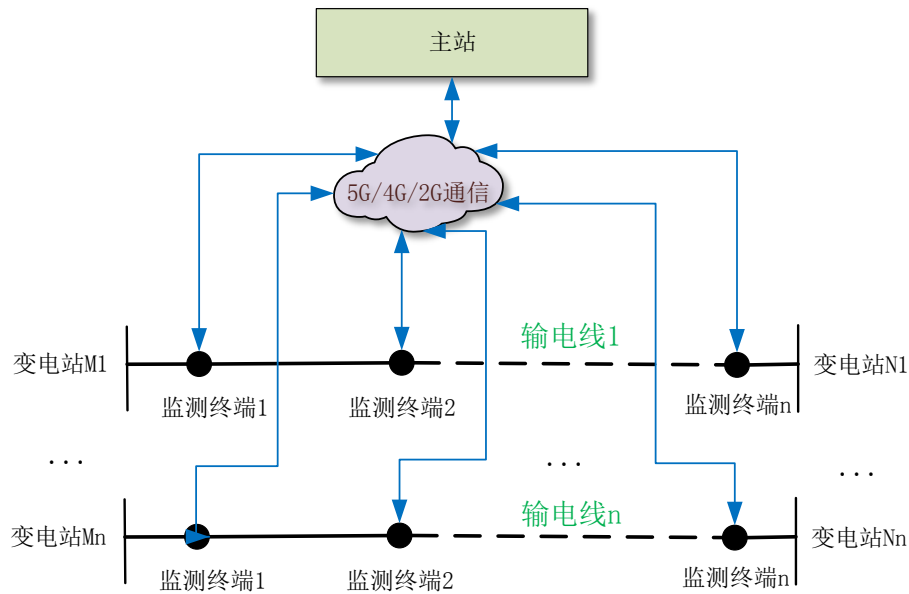 主站
5G/4G/2G通信
输电线1
变电站M1
变电站N1
监测终端1
监测终端2
监测终端n
...
...
...
输电线n
变电站Mn
变电站Nn
监测终端1
监测终端2
监测终端n